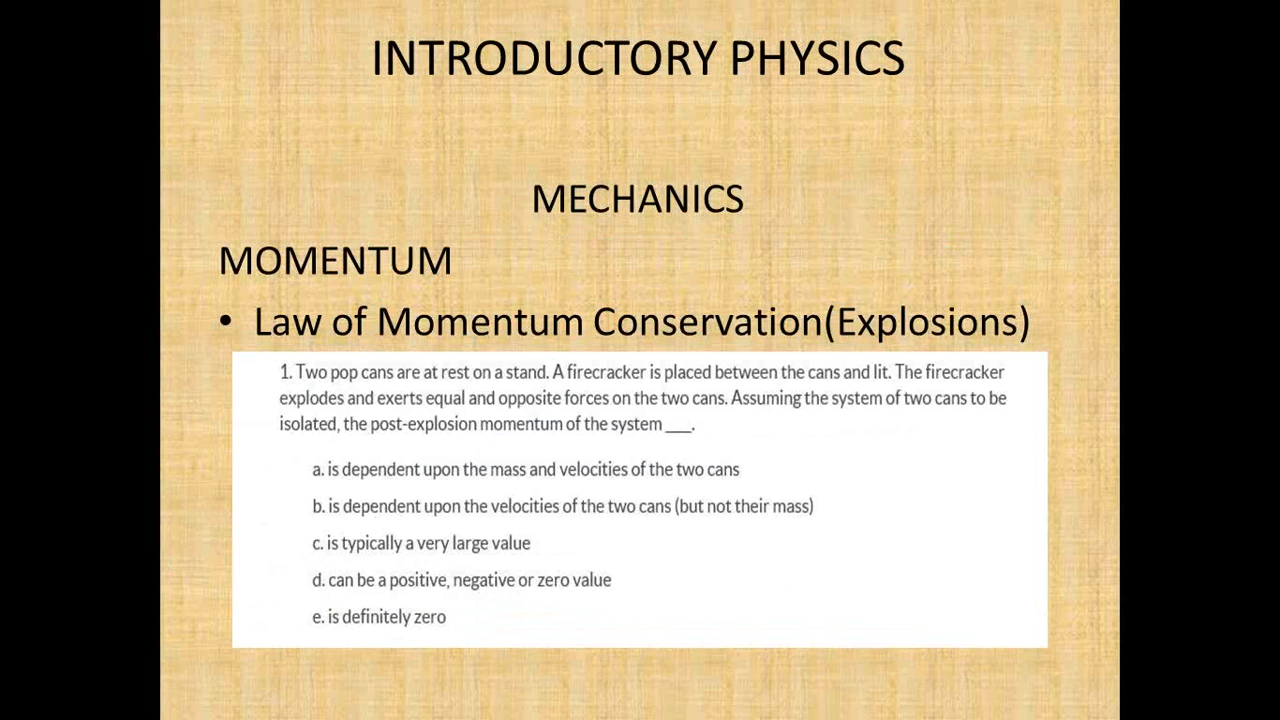 INTRODUCTORY PHYSICS
MECHANICS
MOMENTUM
• Law of Momentum Conservation(Explosions)
1. Two pop cans are at rest on a stand. A firecracker is placed between the cans and lit. The firecracker
explodes and exerts equal and opposite forces on the two cans. Assuming the system of two cans to be
isolated, the post-explosion momentum of the system ____.
a. is dependent upon the mass and velocities of the two cans
b. is dependent upon the velocities of the two cans (but not their mass)
c. is typically a very large value
d. can be a positive, negative or zero value
e. is definitely zero